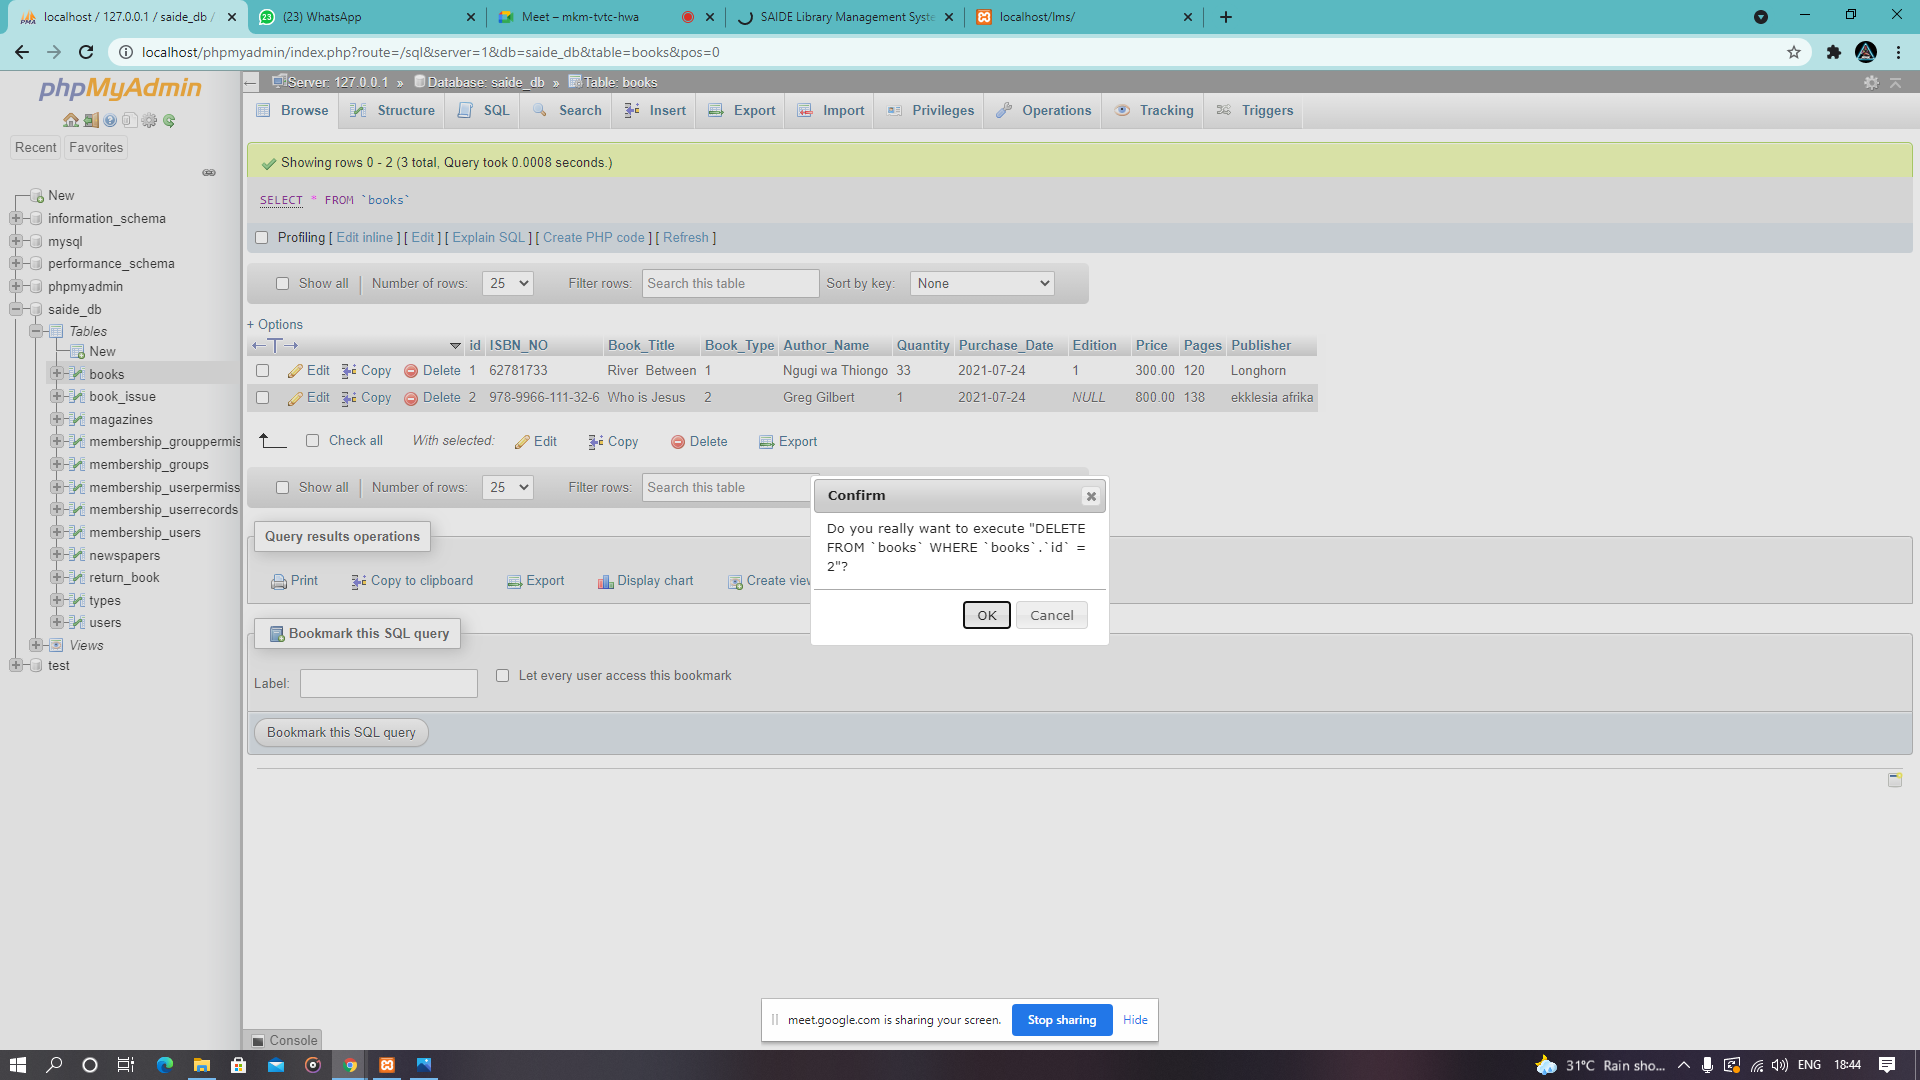 localhost / 127.0.0.1 / saide_db /
(23) WhatsApp
Meet – mkm-tvtc-hwa
SAIDE Library Management Syste
localhost/lms/
localhost/phpmyadmin/index.php?route=/sql&server=1&db=saide_db&table=books&pos=0
phpMyAdmin
Recent
Favorites
New
information_schema
mysql
performance_schema
phpmyadmin
saide_db
Tables
New
books
book_issue
magazines
membership_grouppermis
membership_groups
membership_userpermiss
membership_userrecords
membership_users
newspapers
return_book
types
users
Views
test
Server: 127.0.0.1 » Database: saide_db » Table: books
Browse Structure SQL Search Insert Export Import Privileges Operations Tracking Triggers
Showing rows 0 - 2 (3 total, Query took 0.0008 seconds.)
SELECT * FROM `books`
Profiling [ Edit inline ] [ Edit ] [ Explain SQL ] [ Create PHP code ] [ Refresh ]
Show all Number of rows: 25 Filter rows: Search this table Sort by key: None
+ Options
id ISBN_NO Book_Title Book_Type Author_Name Quantity Purchase_Date Edition Price Pages Publisher
Edit Copy Delete 1 62781733 River Between 1 Ngugi wa Thiongo 33 2021-07-24 1 300.00 120 Longhorn
Edit Copy Delete 2 978-9966-111-32-6 Who is Jesus 2 Greg Gilbert 1 2021-07-24 NULL 800.00 138 ekklesia afrika
Check all With selected: Edit Copy Delete Export
Show all Number of rows: 25 Filter rows: Search this table
Query results operations
Print Copy to clipboard Export Display chart Create view
Confirm
Do you really want to execute "DELETE
FROM `books` WHERE `books`.`id` =
2"?
OK Cancel
Bookmark this SQL query
Label:
Let every user access this bookmark
Bookmark this SQL query
Console
meet.google.com is sharing your screen. Stop sharing Hide
31°C Rain sho... ENG 18:44